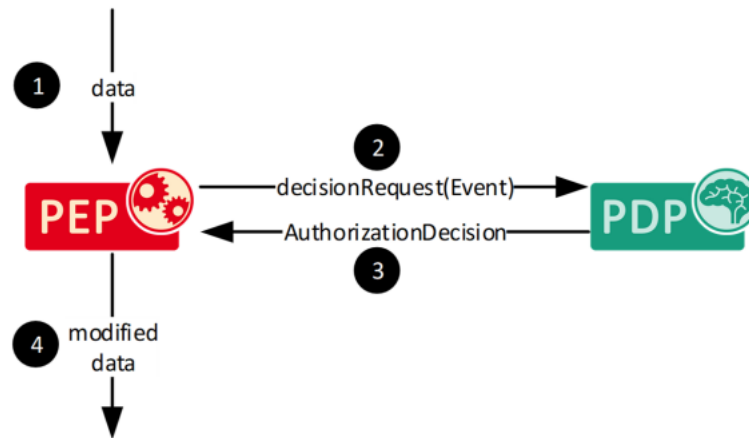 1
data
2
decisionRequest(Event)
PEP
PDP
AuthorizationDecision
3
4
modified
data